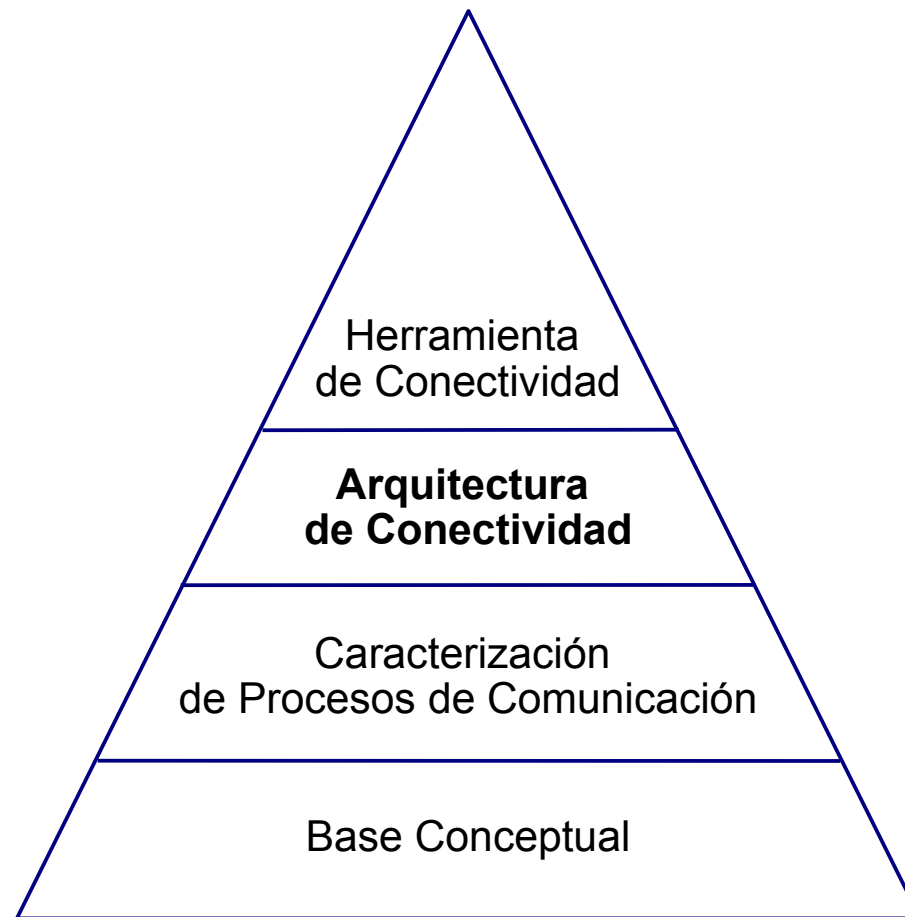 Herramienta
de Conectividad
Arquitectura
de Conectividad
Caracterización
de Procesos de Comunicación
Base Conceptual